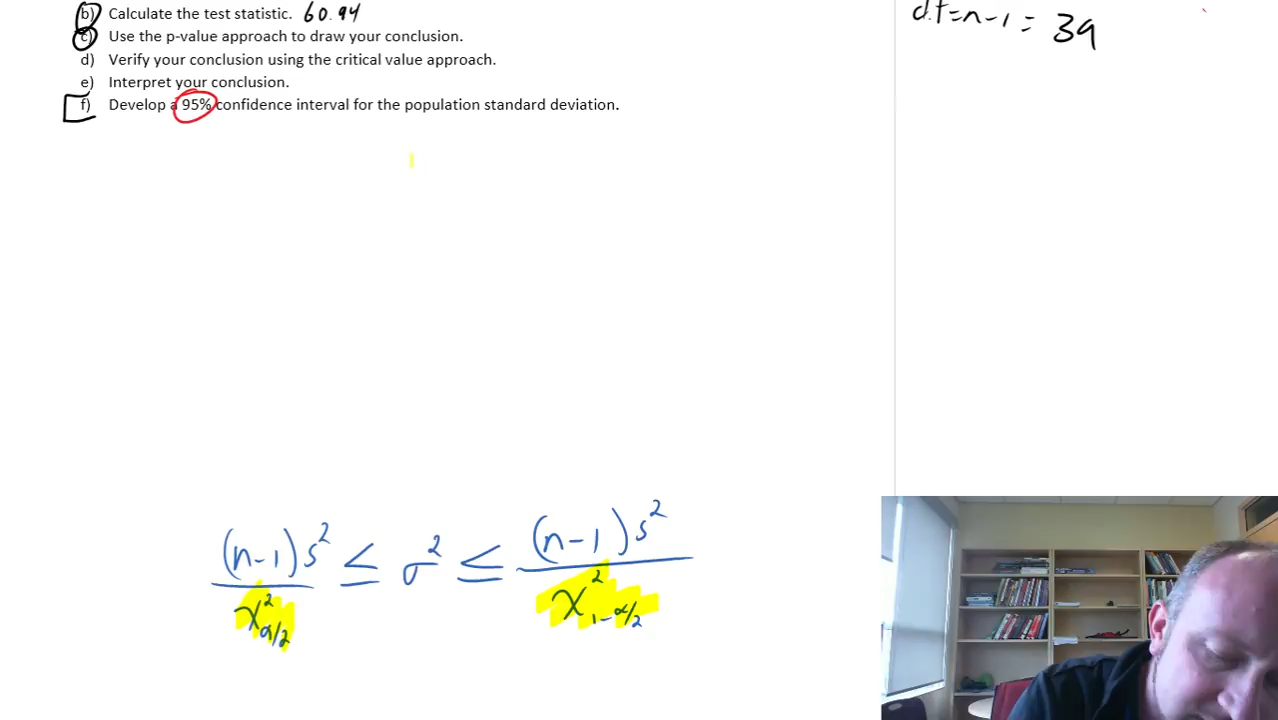 b) Calculate the test statistic. 60.94
c) Use the p-value approach to draw your conclusion.
d) Verify your conclusion using the critical value approach.
e) Interpret your conclusion.
f) Develop a 95% confidence interval for the population standard deviation.
d.f=n-1 = 39
(n-1)s² / χ²α/2 ≤ σ² ≤ (n-1)s² / χ²1-α/2